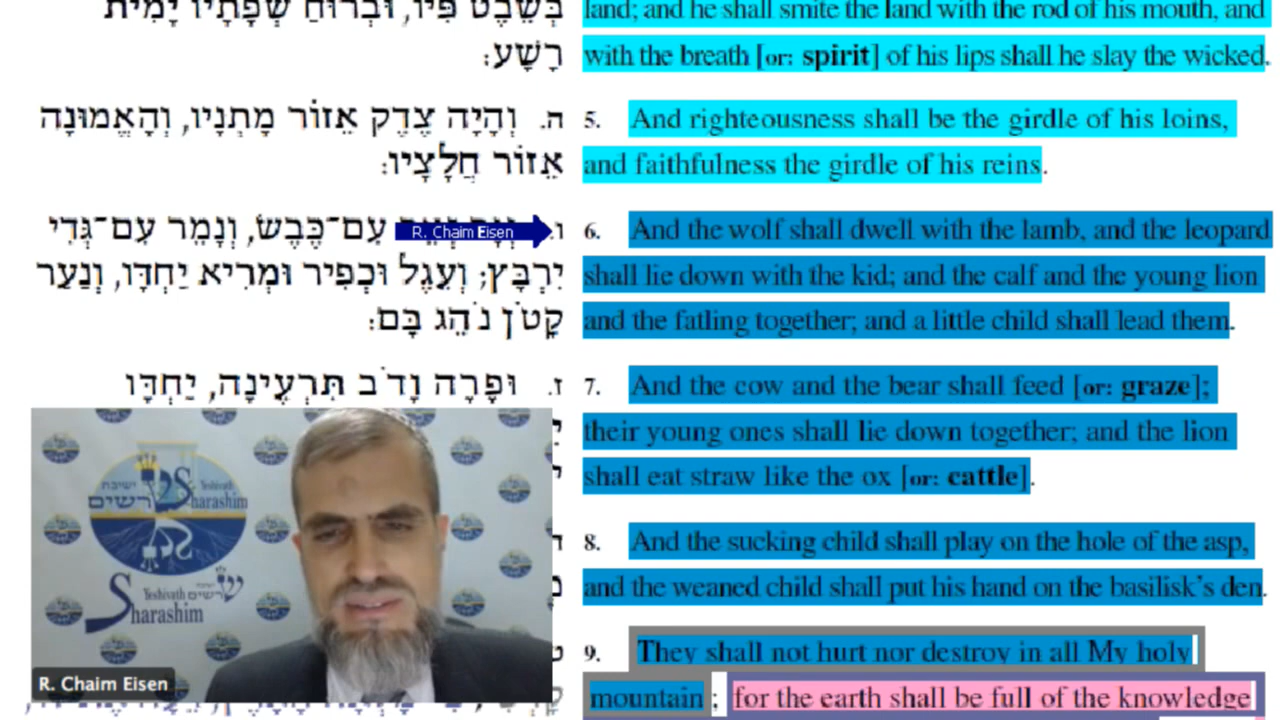 בְּשֵׁבֶט פִּיו, וּבְרוּחַ שְׂפָתָיו יָמִית
רָשָׁע:
land; and he shall smite the land with the rod of his mouth, and
with the breath [or: spirit] of his lips shall he slay the wicked.
ה. וְהָיָה צֶדֶק אֵזוֹר מָתְנָיו, וְהָאֱמוּנָה
אֵזוֹר חֲלָצָיו:
5. And righteousness shall be the girdle of his loins,
and faithfulness the girdle of his reins.
ו. עִם־כֶּבֶשׂ, וְנָמֵר עִם־גְּדִי
יִרְבָּץ; וְעֵגֶל וּכְפִיר וּמְרִיא יַחְדָּו, וְנַעַר
קָטֹן נֹהֵג בָּם:
R. Chaim Eisen
6. And the wolf shall dwell with the lamb, and the leopard
shall lie down with the kid; and the calf and the young lion
and the fatling together; and a little child shall lead them.
ז. וּפָרָה וָדֹב תִּרְעֶינָה, יַחְדָּו
7. And the cow and the bear shall feed [or: graze];
their young ones shall lie down together; and the lion
shall eat straw like the ox [or: cattle].
8. And the sucking child shall play on the hole of the asp,
and the weaned child shall put his hand on the basilisk's den.
9. They shall not hurt nor destroy in all My holy
mountain; for the earth shall be full of the knowledge
ישיבת שרשים
Yeshivath Sharashim
Yeshivath שרשים ישיבת
Sharashim
R. Chaim Eisen